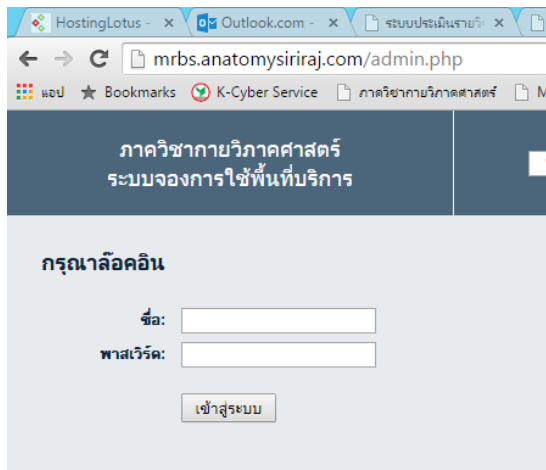 HostingLotus -
Outlook.com -
ระบบประเมินรายวิ
mrbs.anatomysiriraj.com/admin.php
แอป Bookmarks K-Cyber Service ภาควิชากายวิภาคศาสตร์ M
ภาควิชากายวิภาคศาสตร์
ระบบจองการใช้พื้นที่บริการ
กรุณาล๊อคอิน
ชื่อ:
พาสเวิร์ด:
เข้าสู่ระบบ